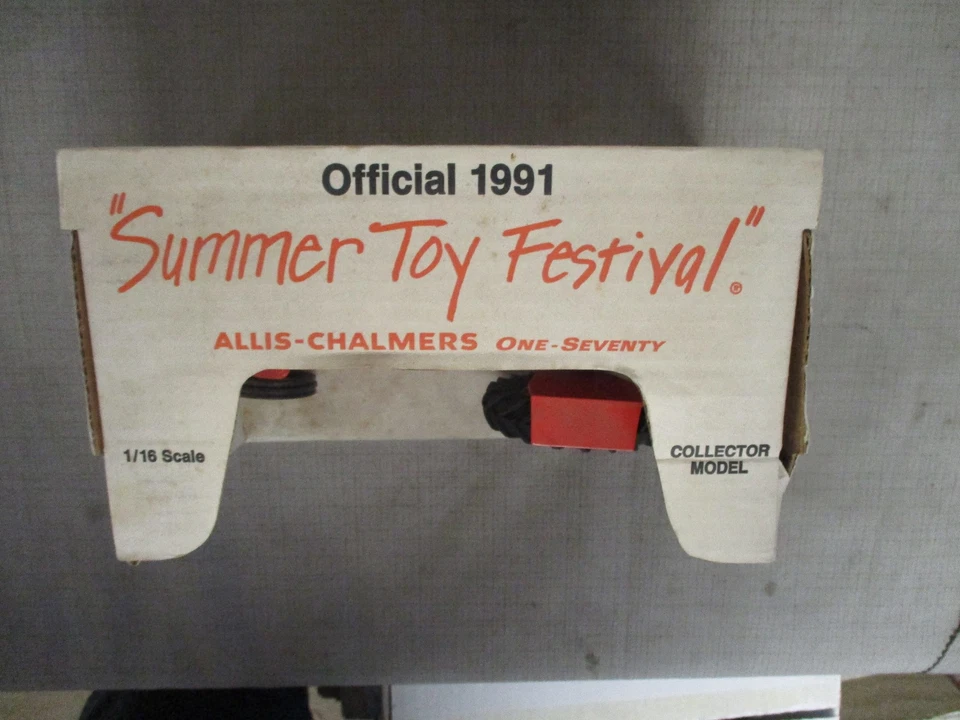 Official 1991
"Summer Toy Festival"®
ALLIS-CHALMERS ONE-SEVENTY
1/16 Scale
COLLECTOR
MODEL